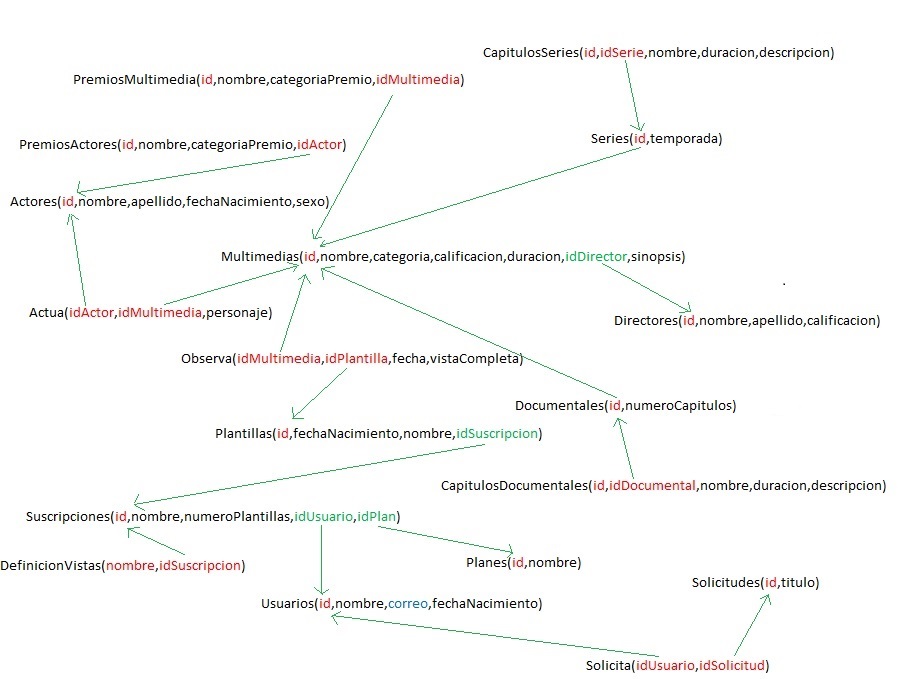 CapitulosSeries(id,idSerie,nombre,duracion,descripcion)
PremiosMultimedia(id,nombre,categoriaPremio,idMultimedia)
Series(id,temporada)
PremiosActores(id,nombre,categoriaPremio,idActor)
Actores(id,nombre,apellido,fechaNacimiento,sexo)
Multimedias(id,nombre,categoria,calificacion,duracion,idDirector,sinopsis)
Actua(idActor,idMultimedia,personaje)
Directores(id,nombre,apellido,calificacion)
Observa(idMultimedia,idPlantilla,fecha,vistaCompleta)
Documentales(id,numeroCapitulos)
Plantillas(id,fechaNacimiento,nombre,idSuscripcion)
CapitulosDocumentales(id,idDocumental,nombre,duracion,descripcion)
Suscripciones(id,nombre,numeroPlantillas,idUsuario,idPlan)
DefinicionVistas(nombre,idSuscripcion)
Planes(id,nombre)
Solicitudes(id,titulo)
Usuarios(id,nombre,correo,fechaNacimiento)
Solicita(idUsuario,idSolicitud)